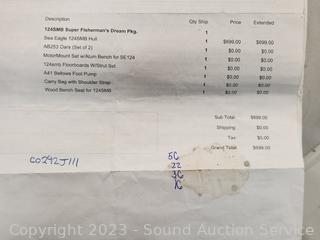 Description Qty Ship Price Extended
1245MB Super Fisherman's Dream Pkg. 1
Sea Eagle 124SMB Hull 1 $699.00 $699.00
AB253 Oars (Set of 2) 1 $0.00 $0.00
MotorMount Set w/Alum Bench for SE124 1 $0.00 $0.00
124smb Floorboards W/Strut Set 1 $0.00 $0.00
A41 Bellows Foot Pump 1 $0.00 $0.00
Carry Bag with Shoulder Strap 1 $0.00 $0.00
Wood Bench Seat for 124SMB 1 $0.00 $0.00
Sub Total $699.00
Shipping $0.00
Tax $0.00
Grand Total $699.00
CO292J111
5C
22
3C
1C
Copyright 2023 - Sound Auction Service